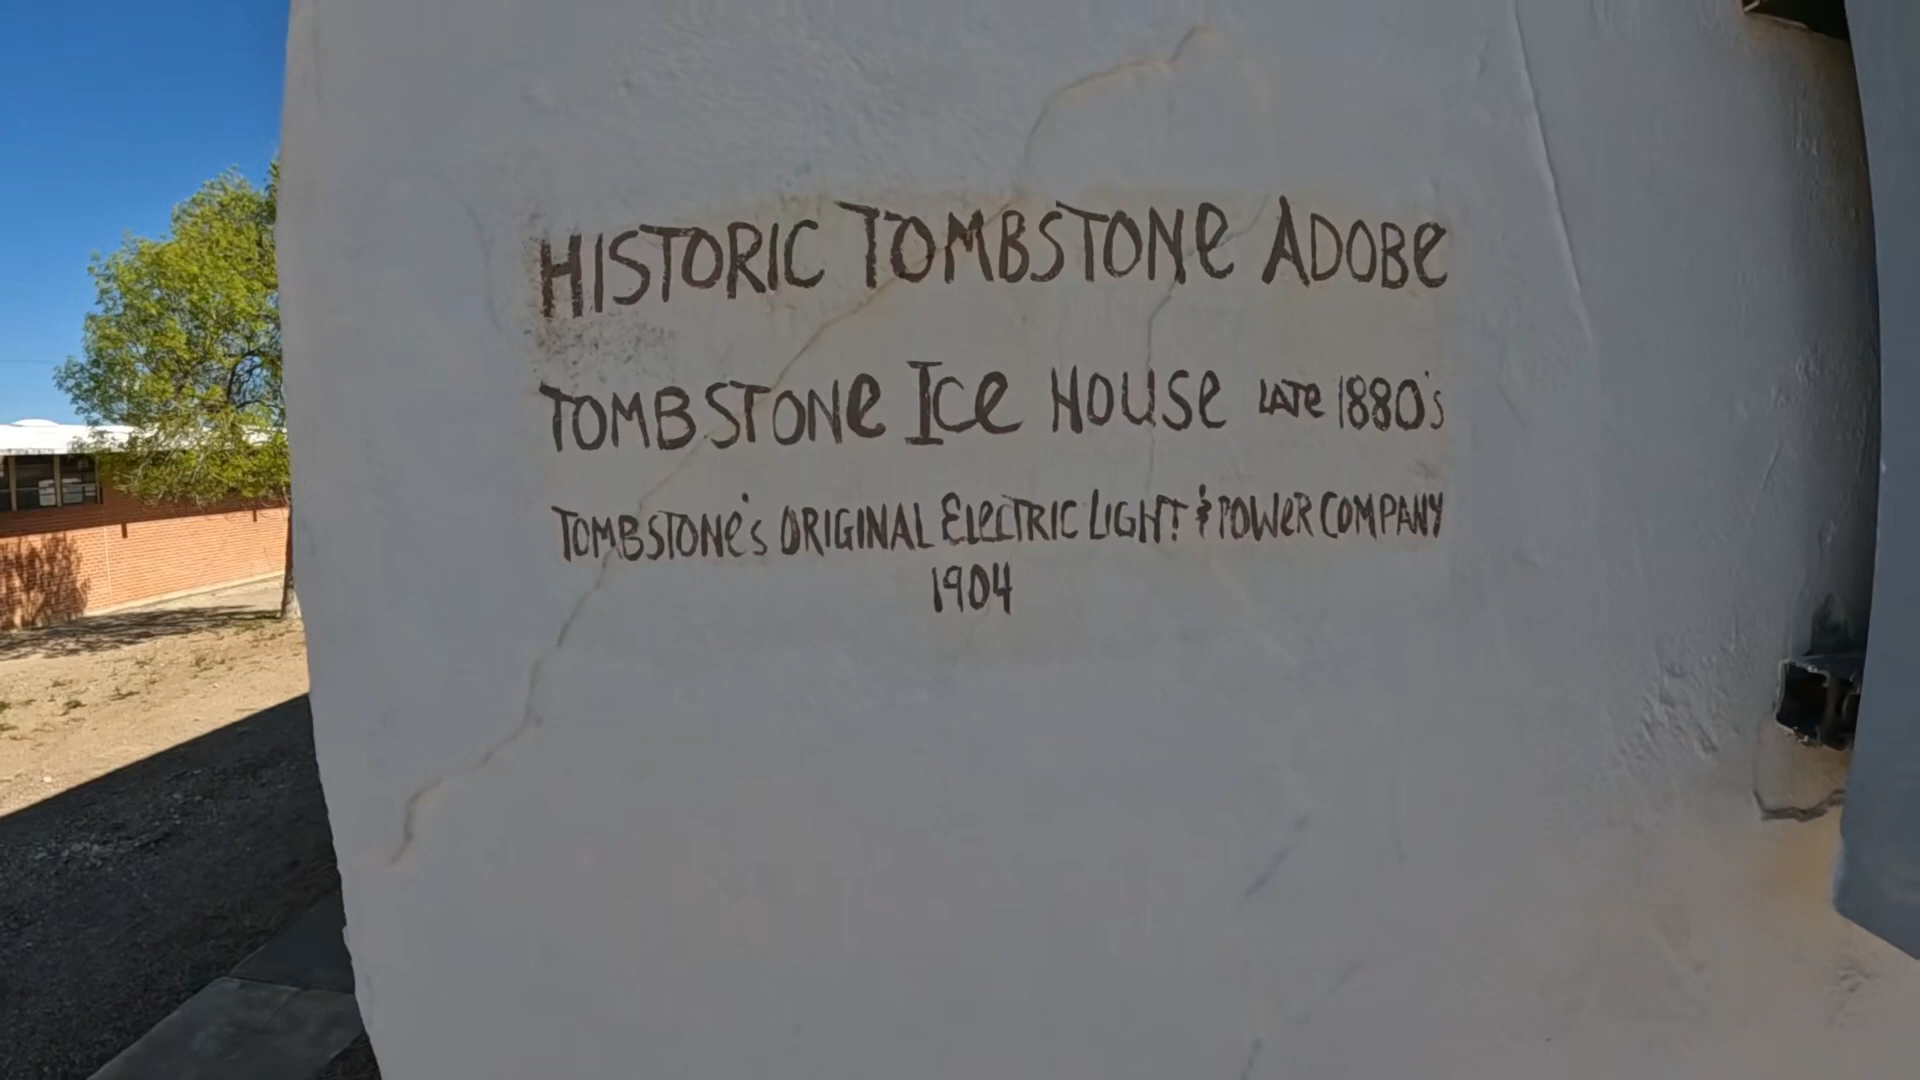 HISTORIC TOMBSTONE ADOBE
TOMBSTONE ICE HOUSE LATE 1880's
TOMBSTONE's ORIGINAL ELECTRIC LIGHT & POWER COMPANY
1904